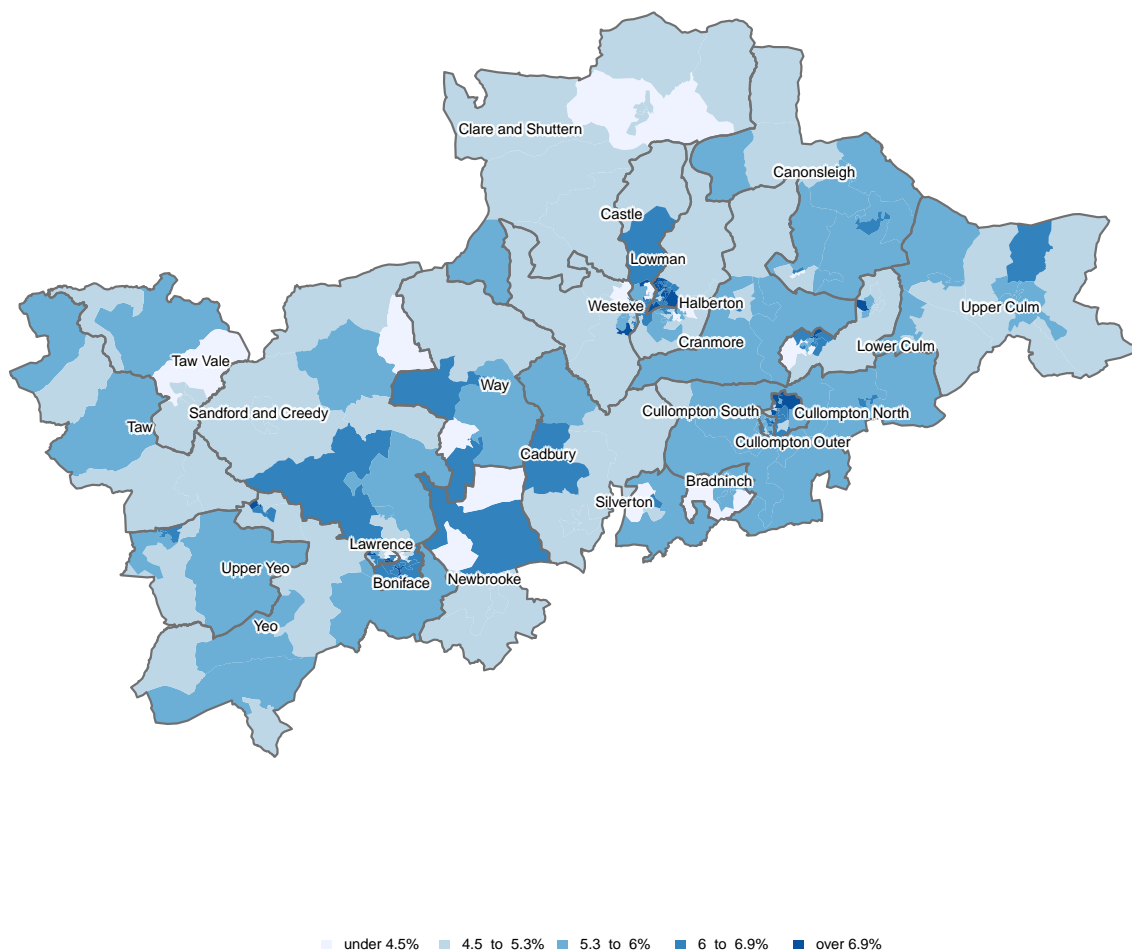 Clare and Shuttern
Canonsleigh
Castle
Lowman
Westexe
Halberton
Upper Culm
Cranmore
Lower Culm
Taw Vale
Way
Sandford and Creedy
Cullompton South
Cullompton North
Taw
Cullompton Outer
Cadbury
Bradninch
Silverton
Lawrence
Upper Yeo
Boniface
Newbrooke
Yeo
under 4.5% 4.5 to 5.3% 5.3 to 6% 6 to 6.9% over 6.9%